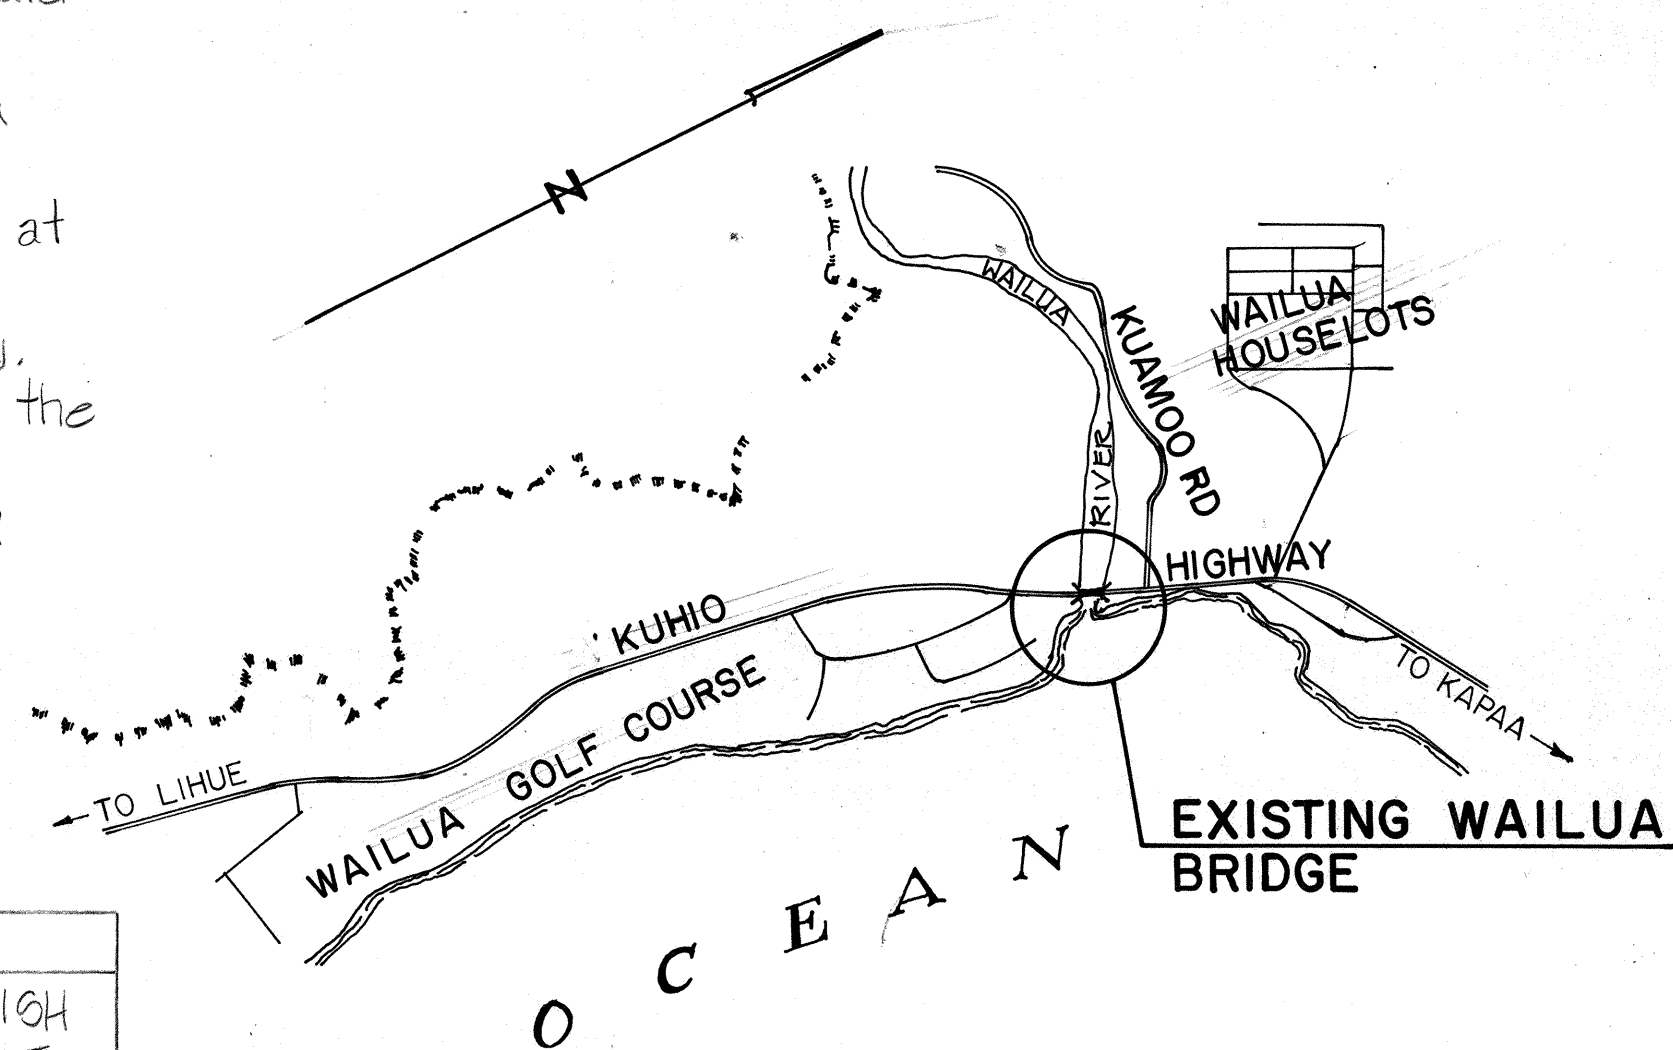 at
the
N
WAILUA
RIVER
KUAMOO RD
WAILUA
HOUSELOTS
KUHIO
HIGHWAY
TO LIHUE
WAILUA GOLF COURSE
TO KAPAA
EXISTING WAILUA
BRIDGE
OCEAN